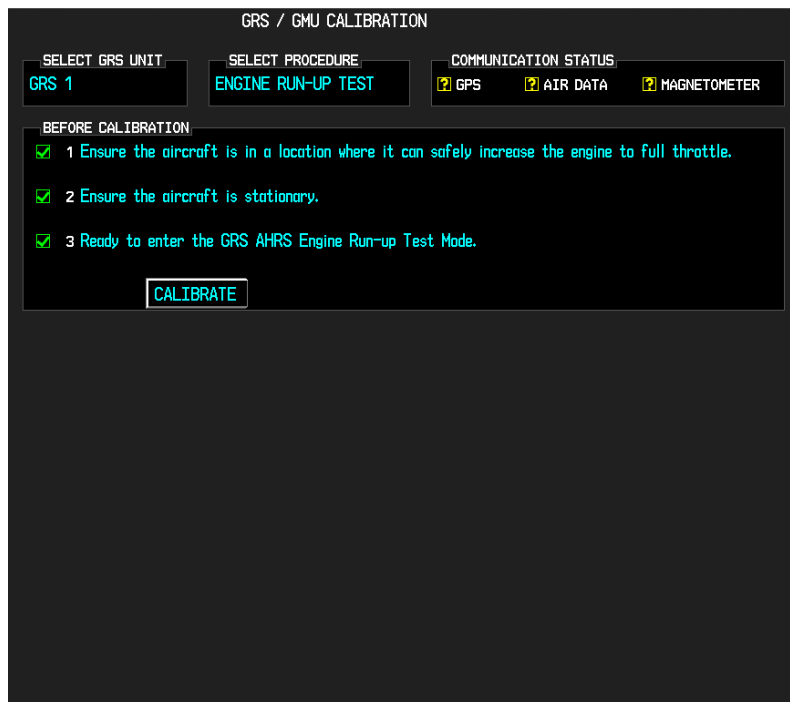 GRS / GMU CALIBRATION
SELECT GRS UNIT SELECT PROCEDURE COMMUNICATION STATUS
GRS 1 ENGINE RUN-UP TEST ? GPS ? AIR DATA ? MAGNETOMETER
BEFORE CALIBRATION
1 Ensure the aircraft is in a location where it can safely increase the engine to full throttle.
2 Ensure the aircraft is stationary.
3 Ready to enter the GRS AHRS Engine Run-up Test Mode.
CALIBRATE